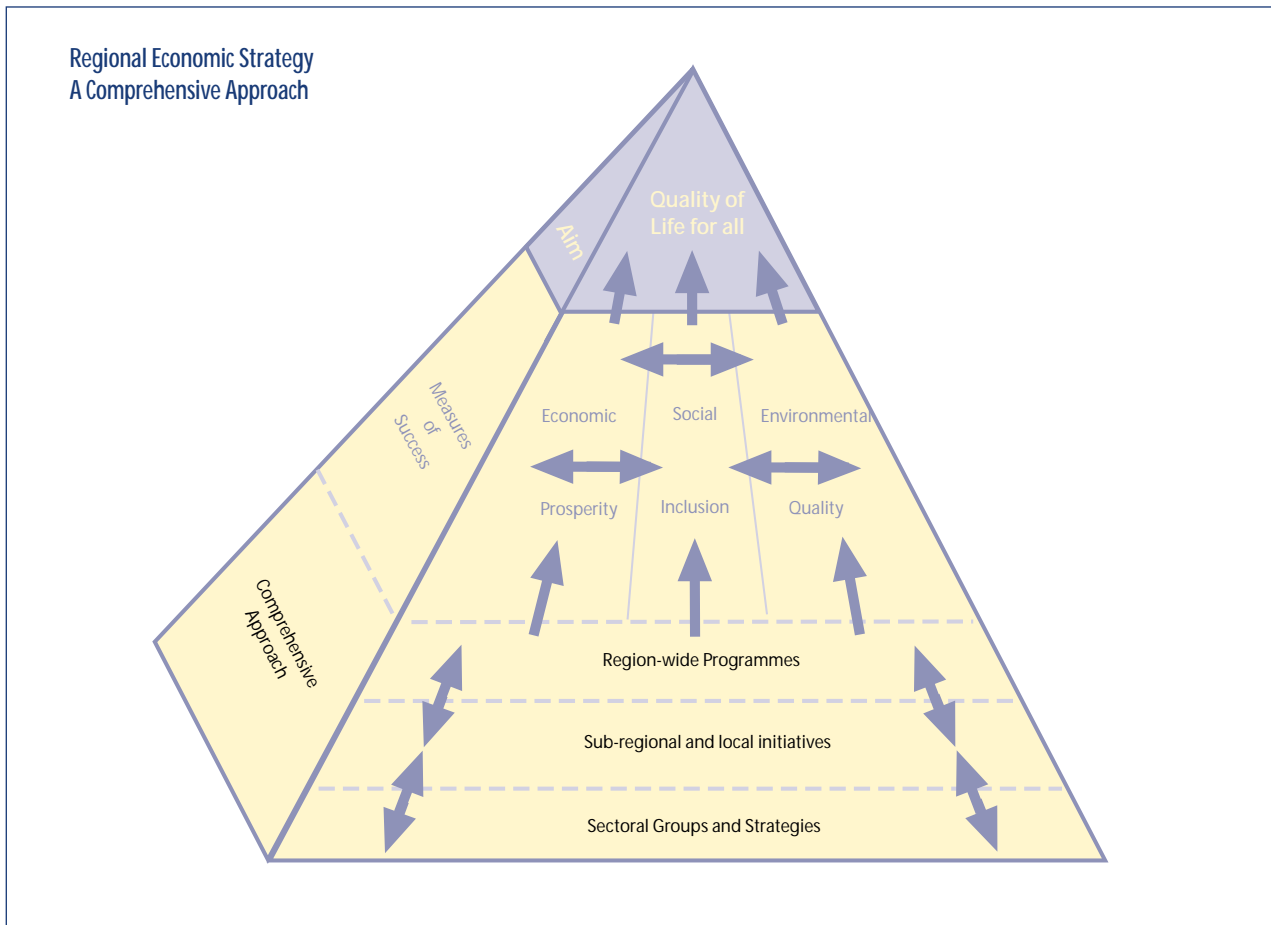 Regional Economic Strategy
A Comprehensive Approach
Quality of
Life for all
Aim
Measures
of
Success
Economic
Social
Environmental
Prosperity
Inclusion
Quality
Comprehensive
Approach
Region-wide Programmes
Sub-regional and local initiatives
Sectoral Groups and Strategies